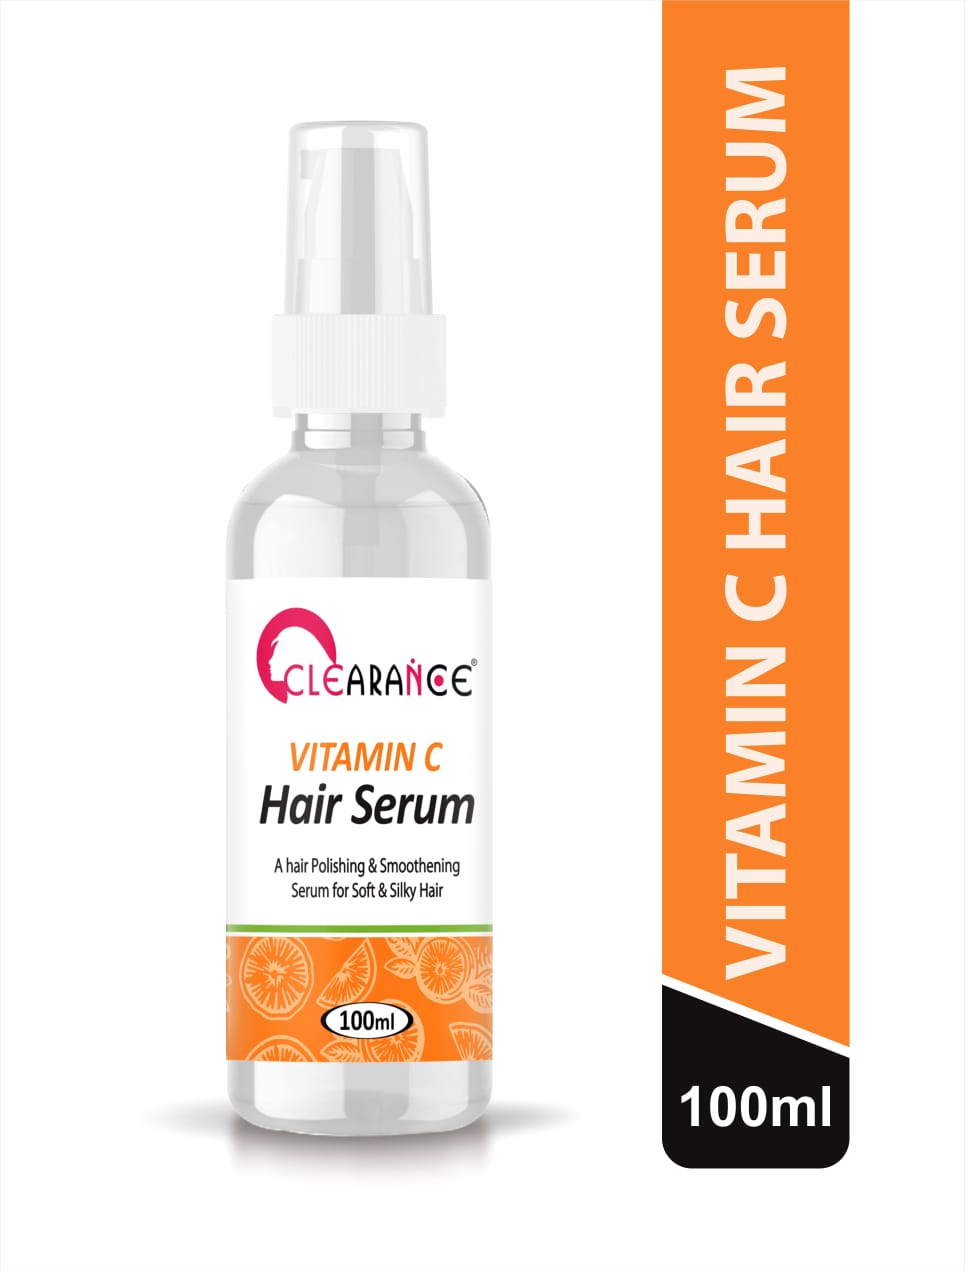 CLEARANCE®
VITAMIN C
Hair Serum
A hair Polishing & Smoothening
Serum for Soft & Silky Hair
100ml
VITAMIN C HAIR SERUM
100ml